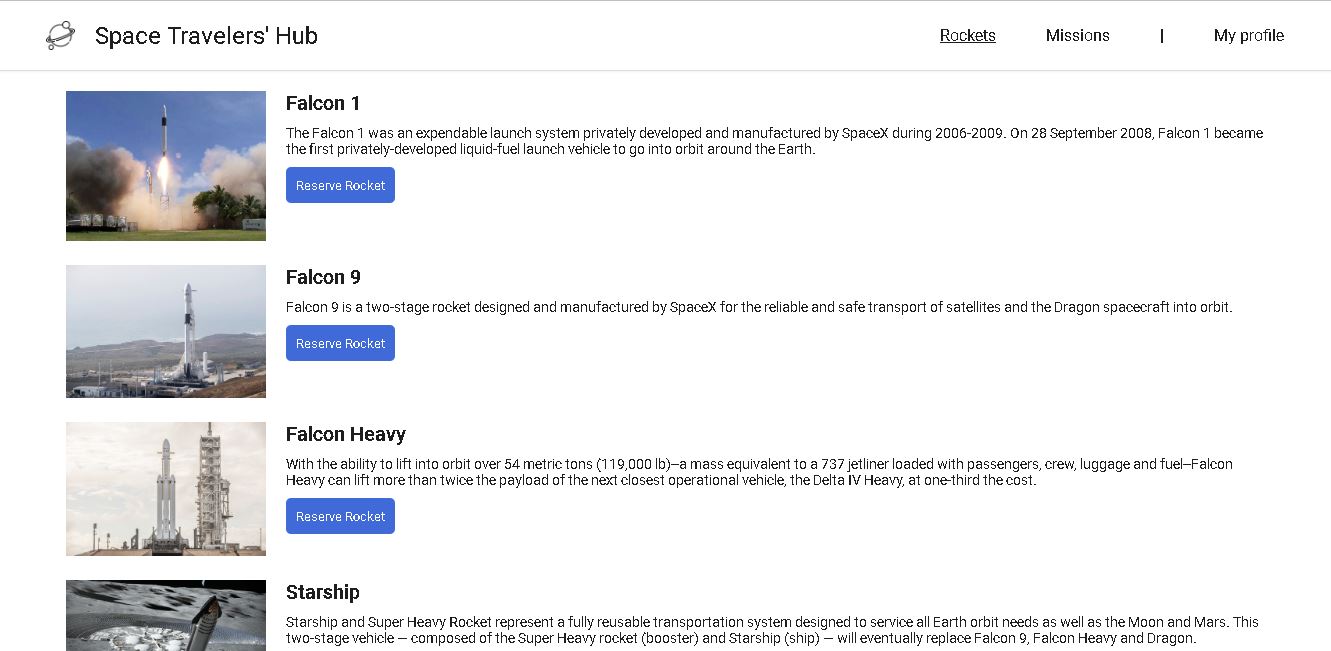 Space Travelers' Hub
Rockets
Missions
|
My profile
Falcon 1
The Falcon 1 was an expendable launch system privately developed and manufactured by SpaceX during 2006-2009. On 28 September 2008, Falcon 1 became
the first privately-developed liquid-fuel launch vehicle to go into orbit around the Earth.
Reserve Rocket
Falcon 9
Falcon 9 is a two-stage rocket designed and manufactured by SpaceX for the reliable and safe transport of satellites and the Dragon spacecraft into orbit.
Reserve Rocket
Falcon Heavy
With the ability to lift into orbit over 54 metric tons (119,000 lb)–a mass equivalent to a 737 jetliner loaded with passengers, crew, luggage and fuel–Falcon
Heavy can lift more than twice the payload of the next closest operational vehicle, the Delta IV Heavy, at one-third the cost.
Reserve Rocket
Starship
Starship and Super Heavy Rocket represent a fully reusable transportation system designed to service all Earth orbit needs as well as the Moon and Mars. This
two-stage vehicle — composed of the Super Heavy rocket (booster) and Starship (ship) — will eventually replace Falcon 9, Falcon Heavy and Dragon.